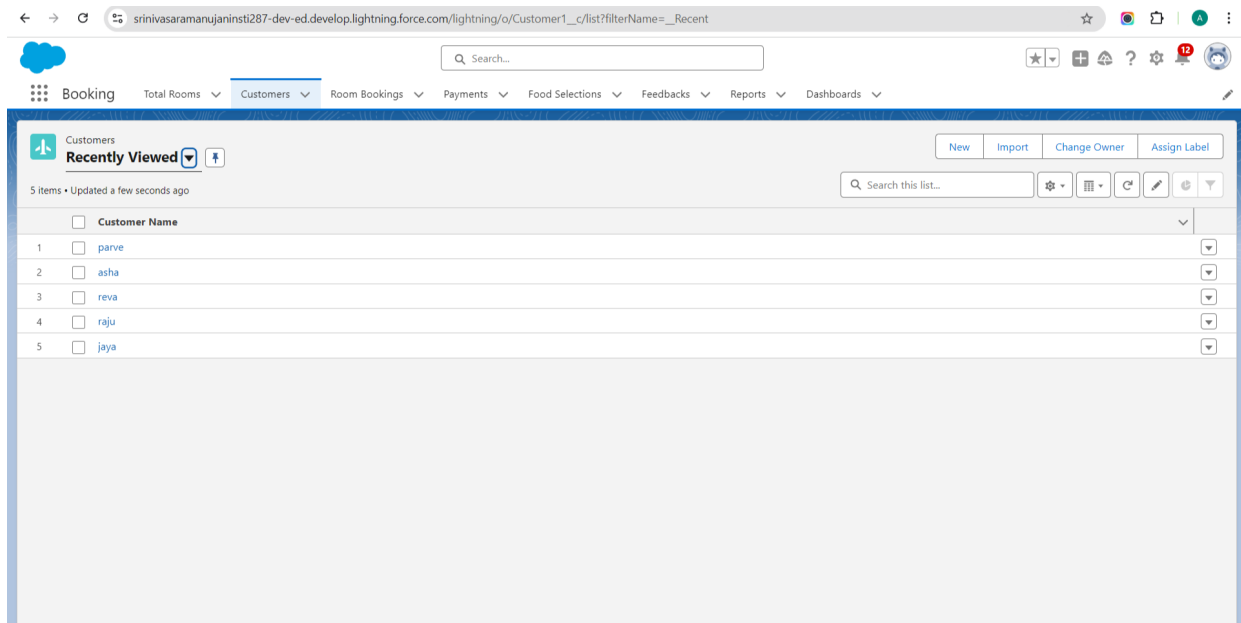 srinivasaramanujaninsti287-dev-ed.develop.lightning.force.com/lightning/o/Customer1__c/list?filterName=__Recent
A
Search...
12
Booking Total Rooms Customers Room Bookings Payments Food Selections Feedbacks Reports Dashboards
Customers
Recently Viewed
New Import Change Owner Assign Label
5 items • Updated a few seconds ago
Search this list...
Customer Name
1 parve
2 asha
3 reva
4 raju
5 jaya